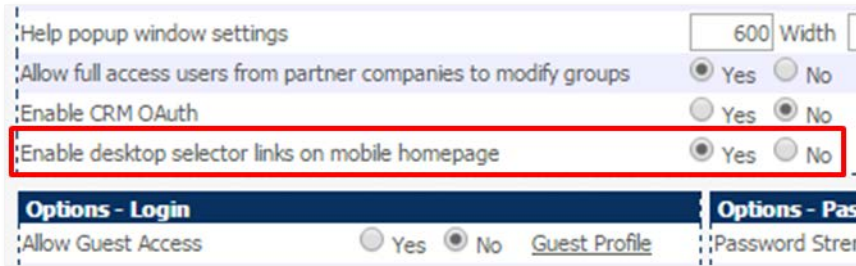 Help popup window settings 600 Width
Allow full access users from partner companies to modify groups Yes No
Enable CRM OAuth Yes No
Enable desktop selector links on mobile homepage Yes No
Options - Login Options - Pas
Allow Guest Access Yes No Guest Profile Password Stre